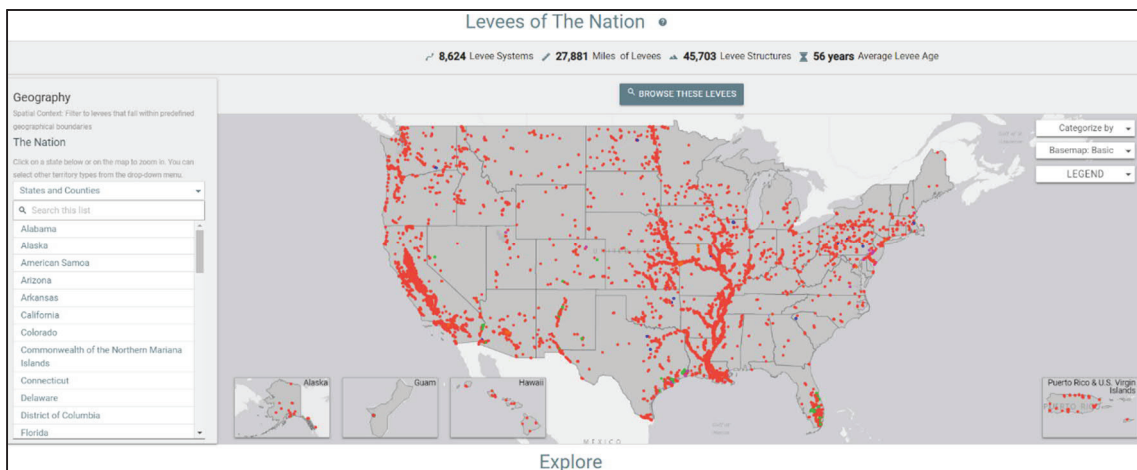 Levees of The Nation
8,624 Levee Systems 27,881 Miles of Levees 45,703 Levee Structures 56 years Average Levee Age
Geography
Spatial Context: Filter to levees that fall within predefined
geographical boundaries
The Nation
Click on a state below or on the map to zoom in. You can
select other territory types from the drop-down menu.
States and Counties
Search this list
Alabama
Alaska
American Samoa
Arizona
Arkansas
California
Colorado
Commonwealth of the Northern Mariana
Islands
Connecticut
Delaware
District of Columbia
Florida
BROWSE THESE LEVEES
Categorize by
Basemap: Basic
LEGEND
Alaska
Guam
Hawaii
Puerto Rico & U.S. Virgin
Islands
MEXICO
Explore